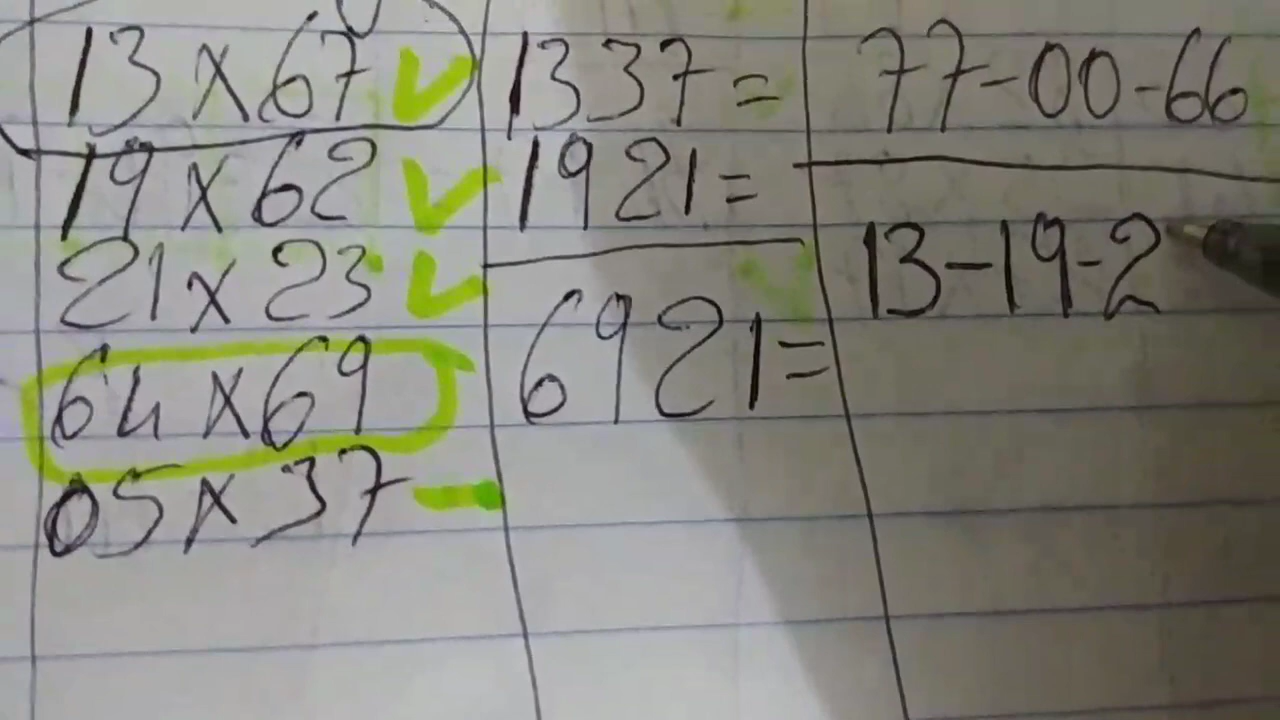 13 x 67
19 x 62
21 x 23
64 x 69
05 x 37
1337=
1921=
6921=
77-00-66
13-19-2